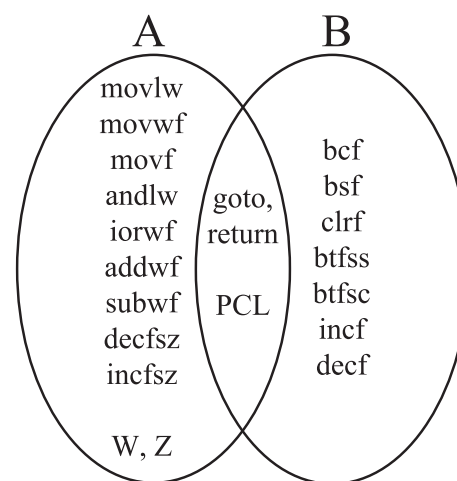 A
B
movlw
movwf
movf
andlw
iorwf
addwf
subwf
decfsz
incfsz
W, Z
goto,
return
PCL
bcf
bsf
clrf
btfss
btfsc
incf
decf